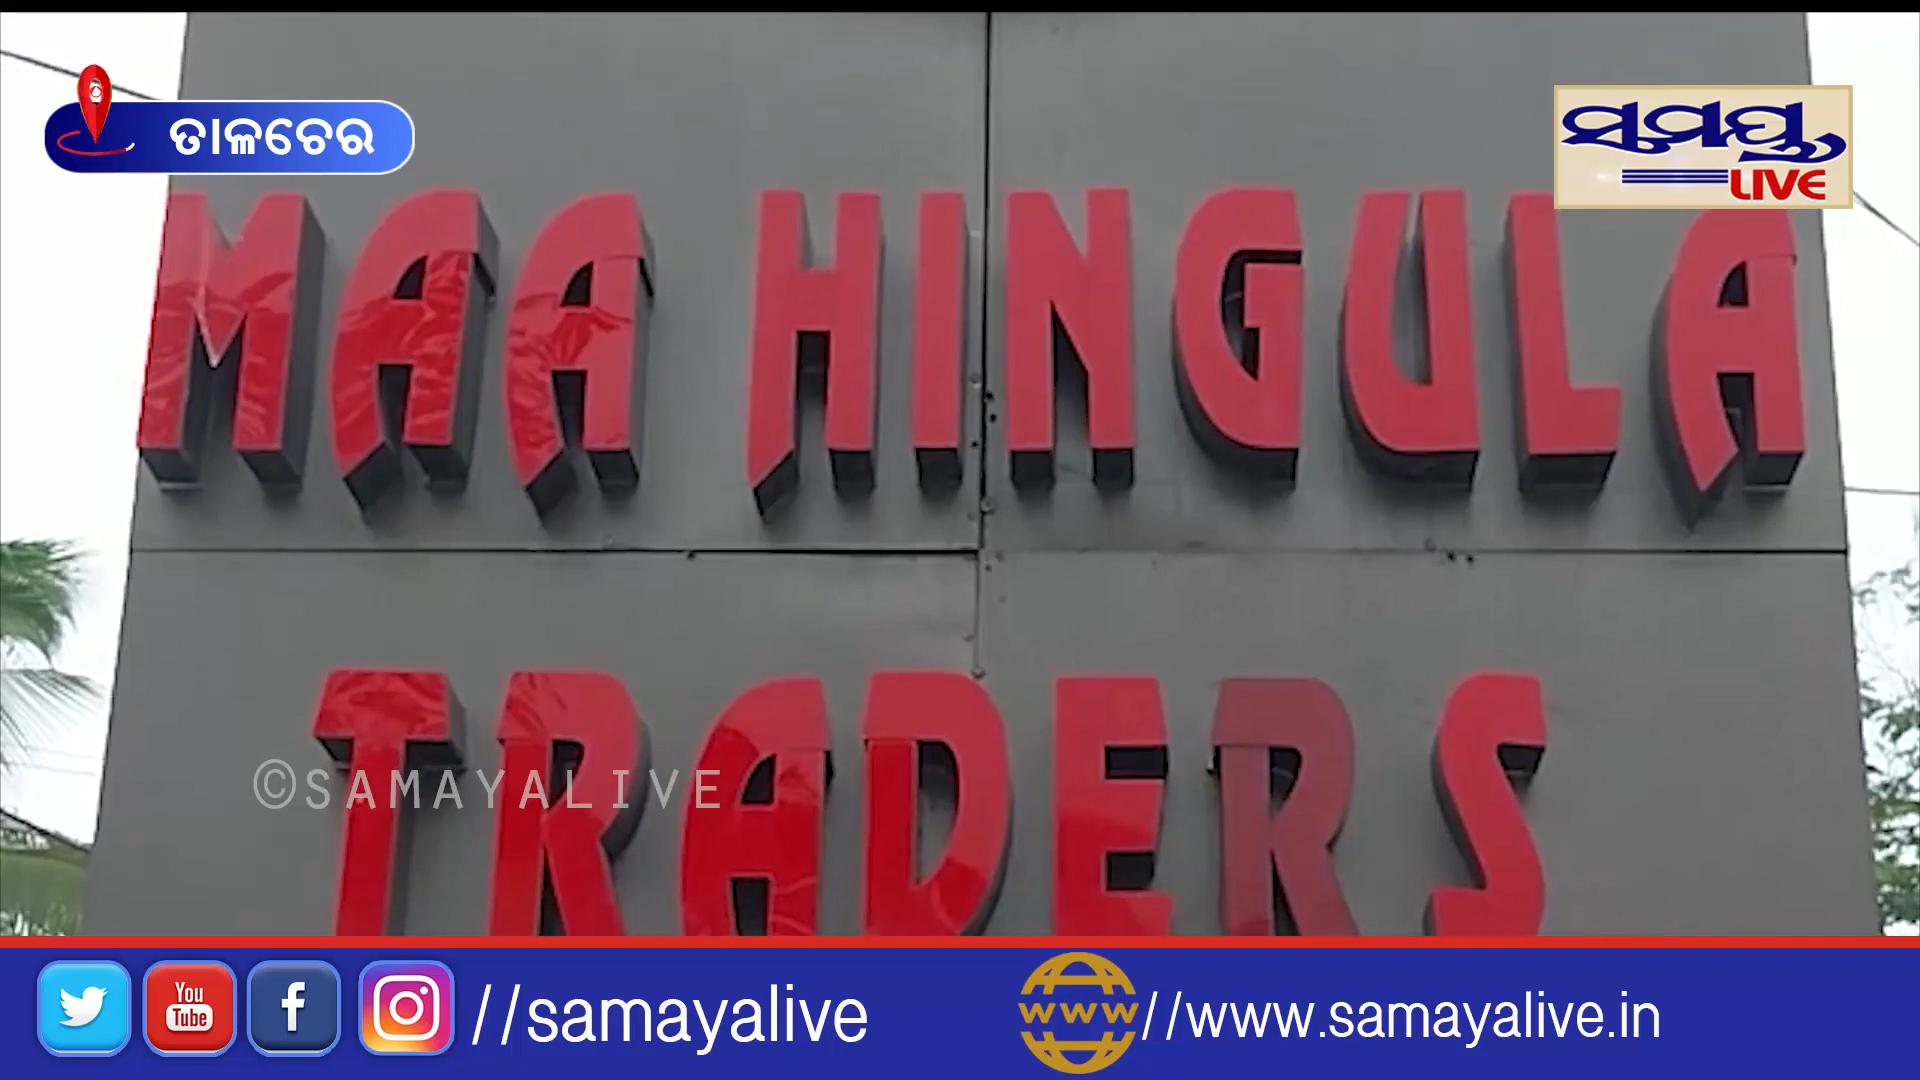 ତାଳଚେର
ସମୟ
LIVE
MAA HINGULA
TRADERS
©SAMAYALIVE
You
Tube
//samayalive
www//www.samayalive.in